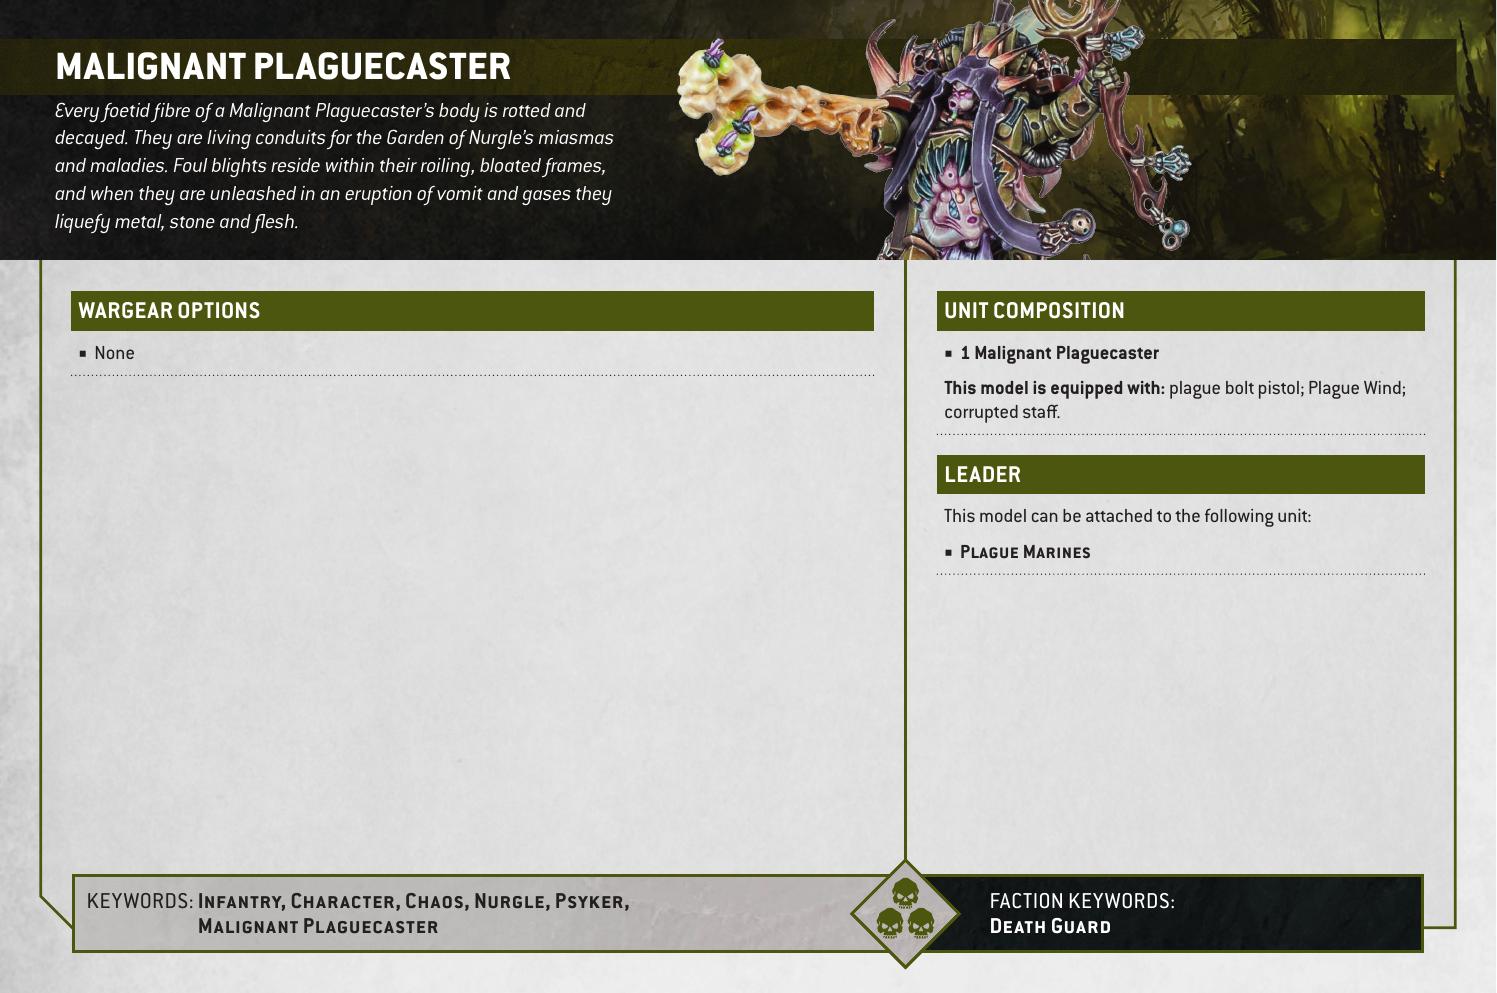 MALIGNANT PLAGUECASTER
Every foetid fibre of a Malignant Plaguecaster's body is rotted and
decayed. They are living conduits for the Garden of Nurgle's miasmas
and maladies. Foul blights reside within their roiling, bloated frames,
and when they are unleashed in an eruption of vomit and gases they
liquefy metal, stone and flesh.
WARGEAR OPTIONS
▪ None
UNIT COMPOSITION
▪ 1 Malignant Plaguecaster
This model is equipped with: plague bolt pistol; Plague Wind;
corrupted staff.
LEADER
This model can be attached to the following unit:
▪ Plague Marines
KEYWORDS: Infantry, Character, Chaos, Nurgle, Psyker,
Malignant Plaguecaster
FACTION KEYWORDS:
Death Guard